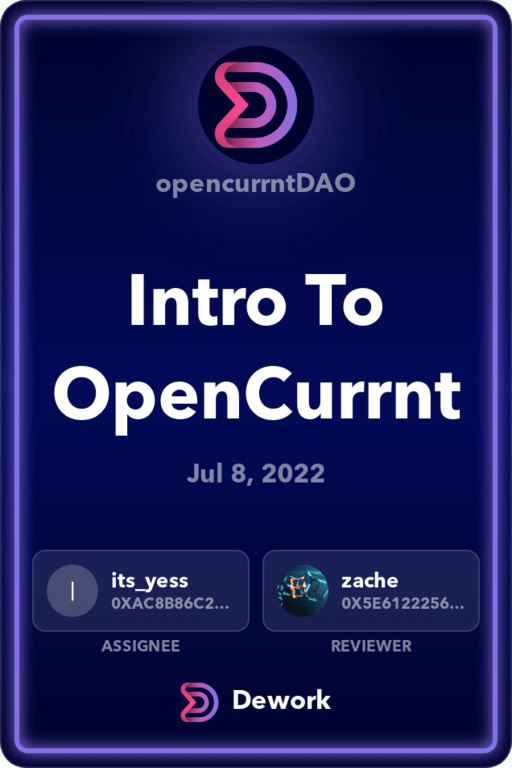 opencurrntDAO
Intro To
OpenCurrnt
Jul 8, 2022
I
its_yess
0XAC8B86C2...
ASSIGNEE
zache
0X5E6122256...
REVIEWER
Dework